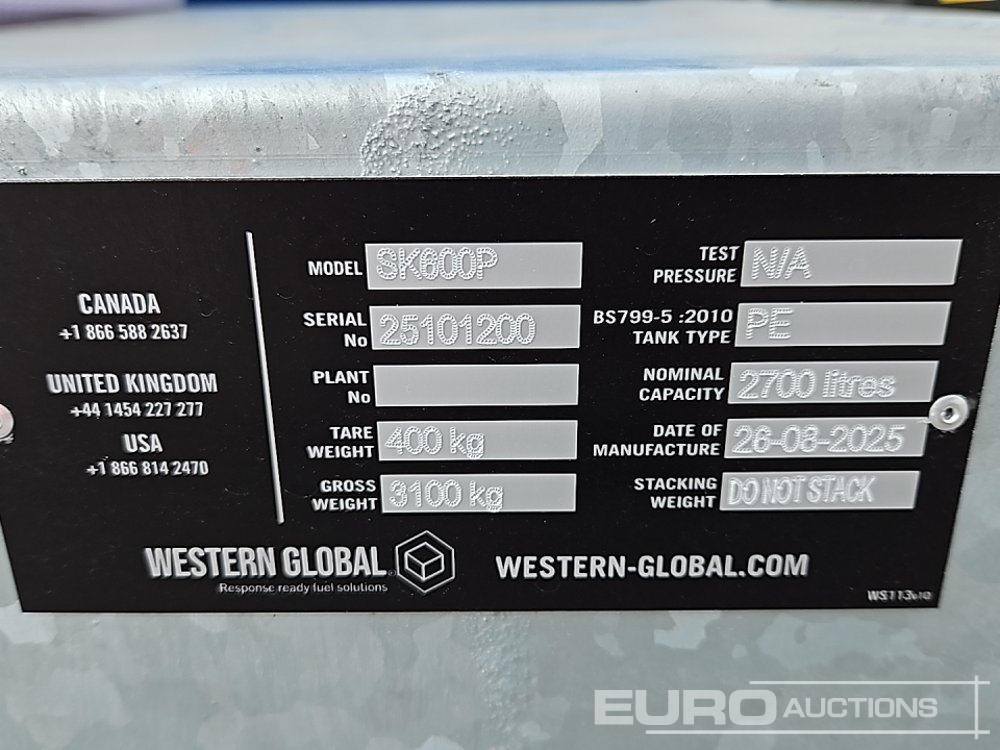 CANADA
+1 866 588 2637
UNITED KINGDOM
+44 1454 227 277
USA
+1 866 814 2470
MODEL SK600P
SERIAL No 25101200
PLANT No
TARE WEIGHT 400 kg
GROSS WEIGHT 3100 kg
TEST PRESSURE N/A
BS799-5 :2010 TANK TYPE PE
NOMINAL CAPACITY 2700 litres
DATE OF MANUFACTURE 26-08-2025
STACKING WEIGHT DO NOT STACK
WESTERN GLOBAL
Response ready fuel solutions
WESTERN-GLOBAL.COM
EURO AUCTIONS